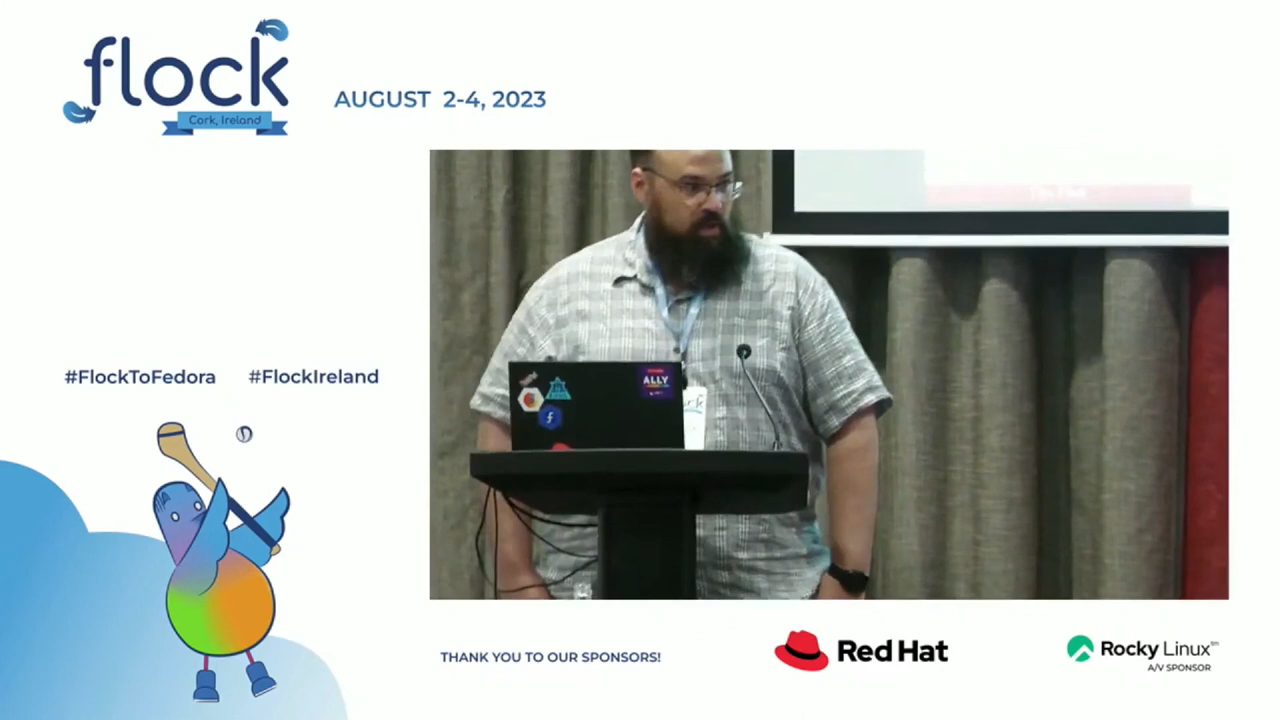 flock
Cork, Ireland
AUGUST 2-4, 2023
#FlockToFedora #FlockIreland
ALLY
THANK YOU TO OUR SPONSORS!
Red Hat
Rocky Linux™
A/V SPONSOR